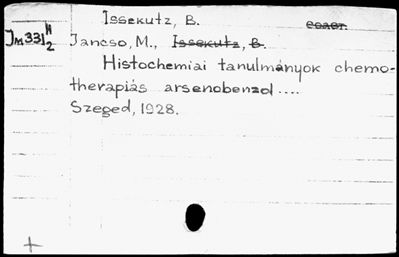 Issekutz, B.
Jm331 H/2 Jancso, M., Issekutz, B.
Histochemiai tanulmányok chemo-
therapiás arsenobenzol ....
Szeged, 1928.